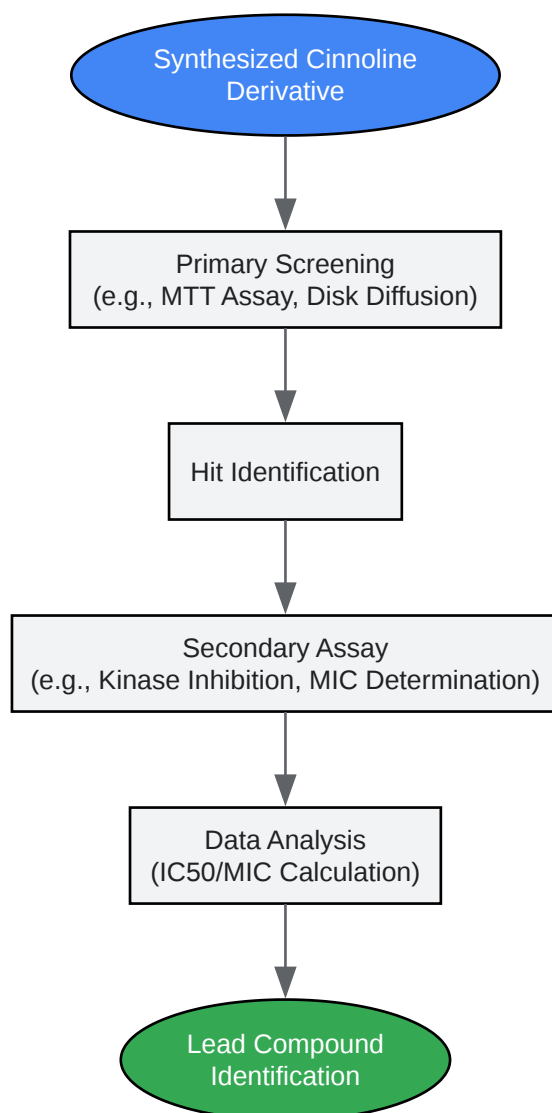 Synthesized Cinnoline
Derivative
Primary Screening
(e.g., MTT Assay, Disk Diffusion)
Hit Identification
Secondary Assay
(e.g., Kinase Inhibition, MIC Determination)
Data Analysis
(IC50/MIC Calculation)
Lead Compound
Identification